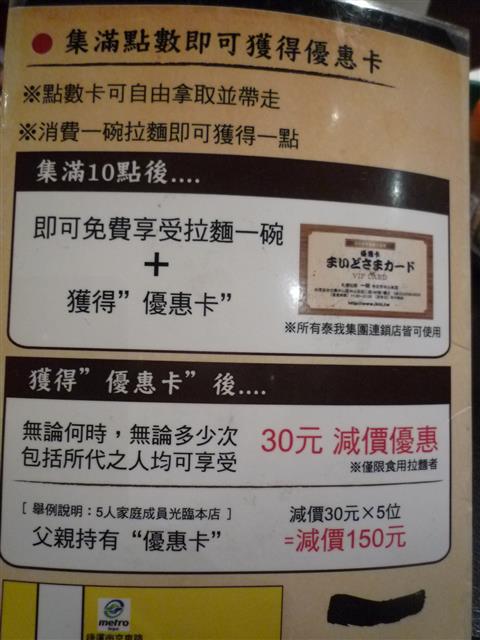 ● 集滿點數即可獲得優惠卡
※點數卡可自由拿取並帶走
※消費一碗拉麵即可獲得一點
集滿10點後....
即可免費享受拉麵一碗
+
獲得”優惠卡”
優惠卡
まいどさまカード
VIP CARD
※所有泰我集團連鎖店皆可使用
獲得”優惠卡”後....
無論何時，無論多少次
包括所代之人均可享受
30元 減價優惠
※僅限食用拉麵者
[ 舉例說明：5人家庭成員光臨本店 ]
父親持有“優惠卡”
減價30元×5位
=減價150元
metro